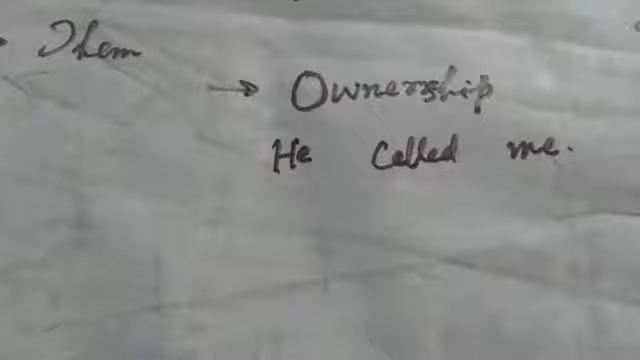 • Them
→ Ownership
He Called me.